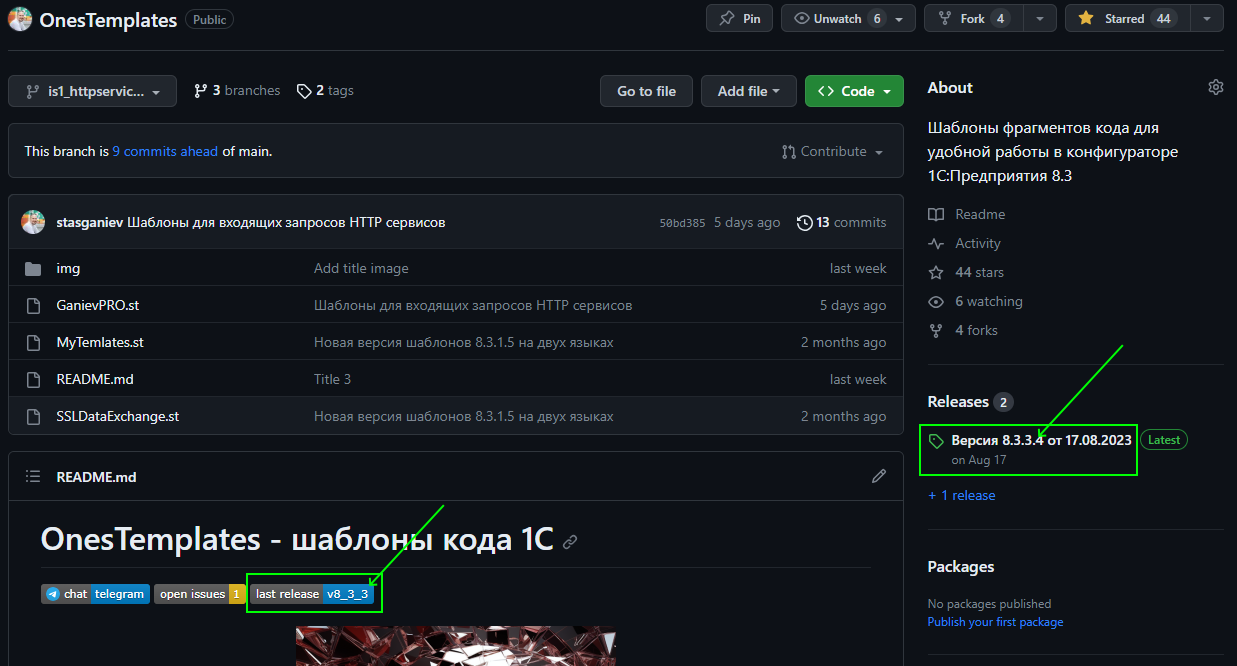 OnesTemplates Public Pin Unwatch 6 Fork 4 Starred 44
is1_httpservic... 3 branches 2 tags Go to file Add file Code
This branch is 9 commits ahead of main. Contribute
stasganiev Шаблоны для входящих запросов HTTP сервисов 50bd385 5 days ago 13 commits
img Add title image last week
GanievPRO.st Шаблоны для входящих запросов HTTP сервисов 5 days ago
MyTemlates.st Новая версия шаблонов 8.3.1.5 на двух языках 2 months ago
README.md Title 3 last week
SSLDataExchange.st Новая версия шаблонов 8.3.1.5 на двух языках 2 months ago
README.md
OnesTemplates - шаблоны кода 1С
chat telegram open issues 1 last release v8_3_3
About
Шаблоны фрагментов кода для
удобной работы в конфигураторе
1С:Предприятия 8.3
Readme
Activity
44 stars
6 watching
4 forks
Releases 2
Версия 8.3.3.4 от 17.08.2023 Latest
on Aug 17
+ 1 release
Packages
No packages published
Publish your first package